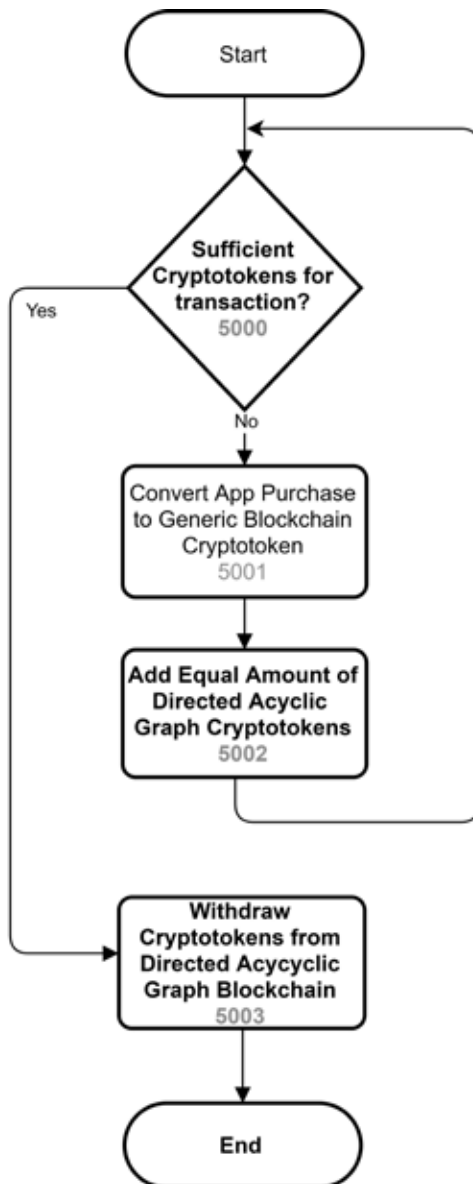 Start
Sufficient
Cryptotokens for
transaction?
5000
Yes
No
Convert App Purchase
to Generic Blockchain
Cryptotoken
5001
Add Equal Amount of
Directed Acyclic
Graph Cryptotokens
5002
Withdraw
Cryptotokens from
Directed Acycyclic
Graph Blockchain
5003
End